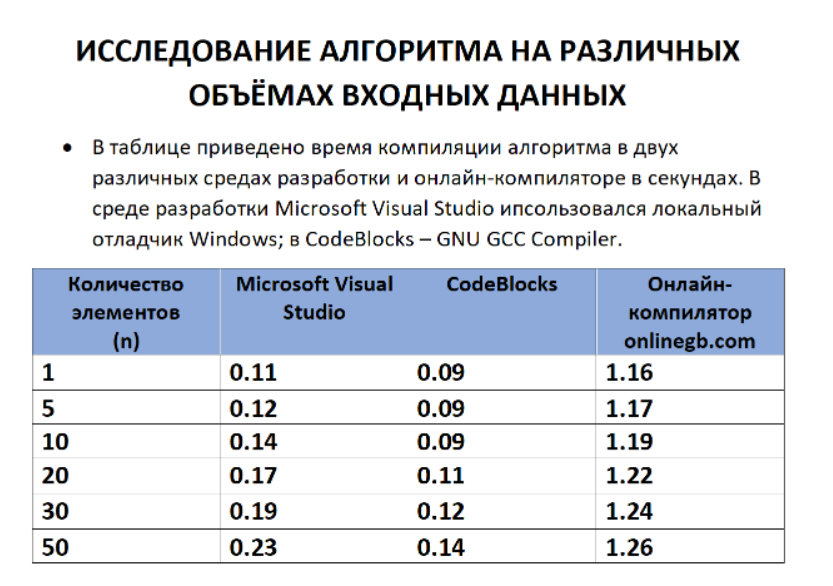 ИССЛЕДОВАНИЕ АЛГОРИТМА НА РАЗЛИЧНЫХ
ОБЪЁМАХ ВХОДНЫХ ДАННЫХ
• В таблице приведено время компиляции алгоритма в двух
различных средах разработки и онлайн-компиляторе в секундах. В
среде разработки Microsoft Visual Studio ипсользовался локальный
отладчик Windows; в CodeBlocks – GNU GCC Compiler.
Количество элементов (n) Microsoft Visual Studio CodeBlocks Онлайн-компилятор onlinegb.com
1 0.11 0.09 1.16
5 0.12 0.09 1.17
10 0.14 0.09 1.19
20 0.17 0.11 1.22
30 0.19 0.12 1.24
50 0.23 0.14 1.26